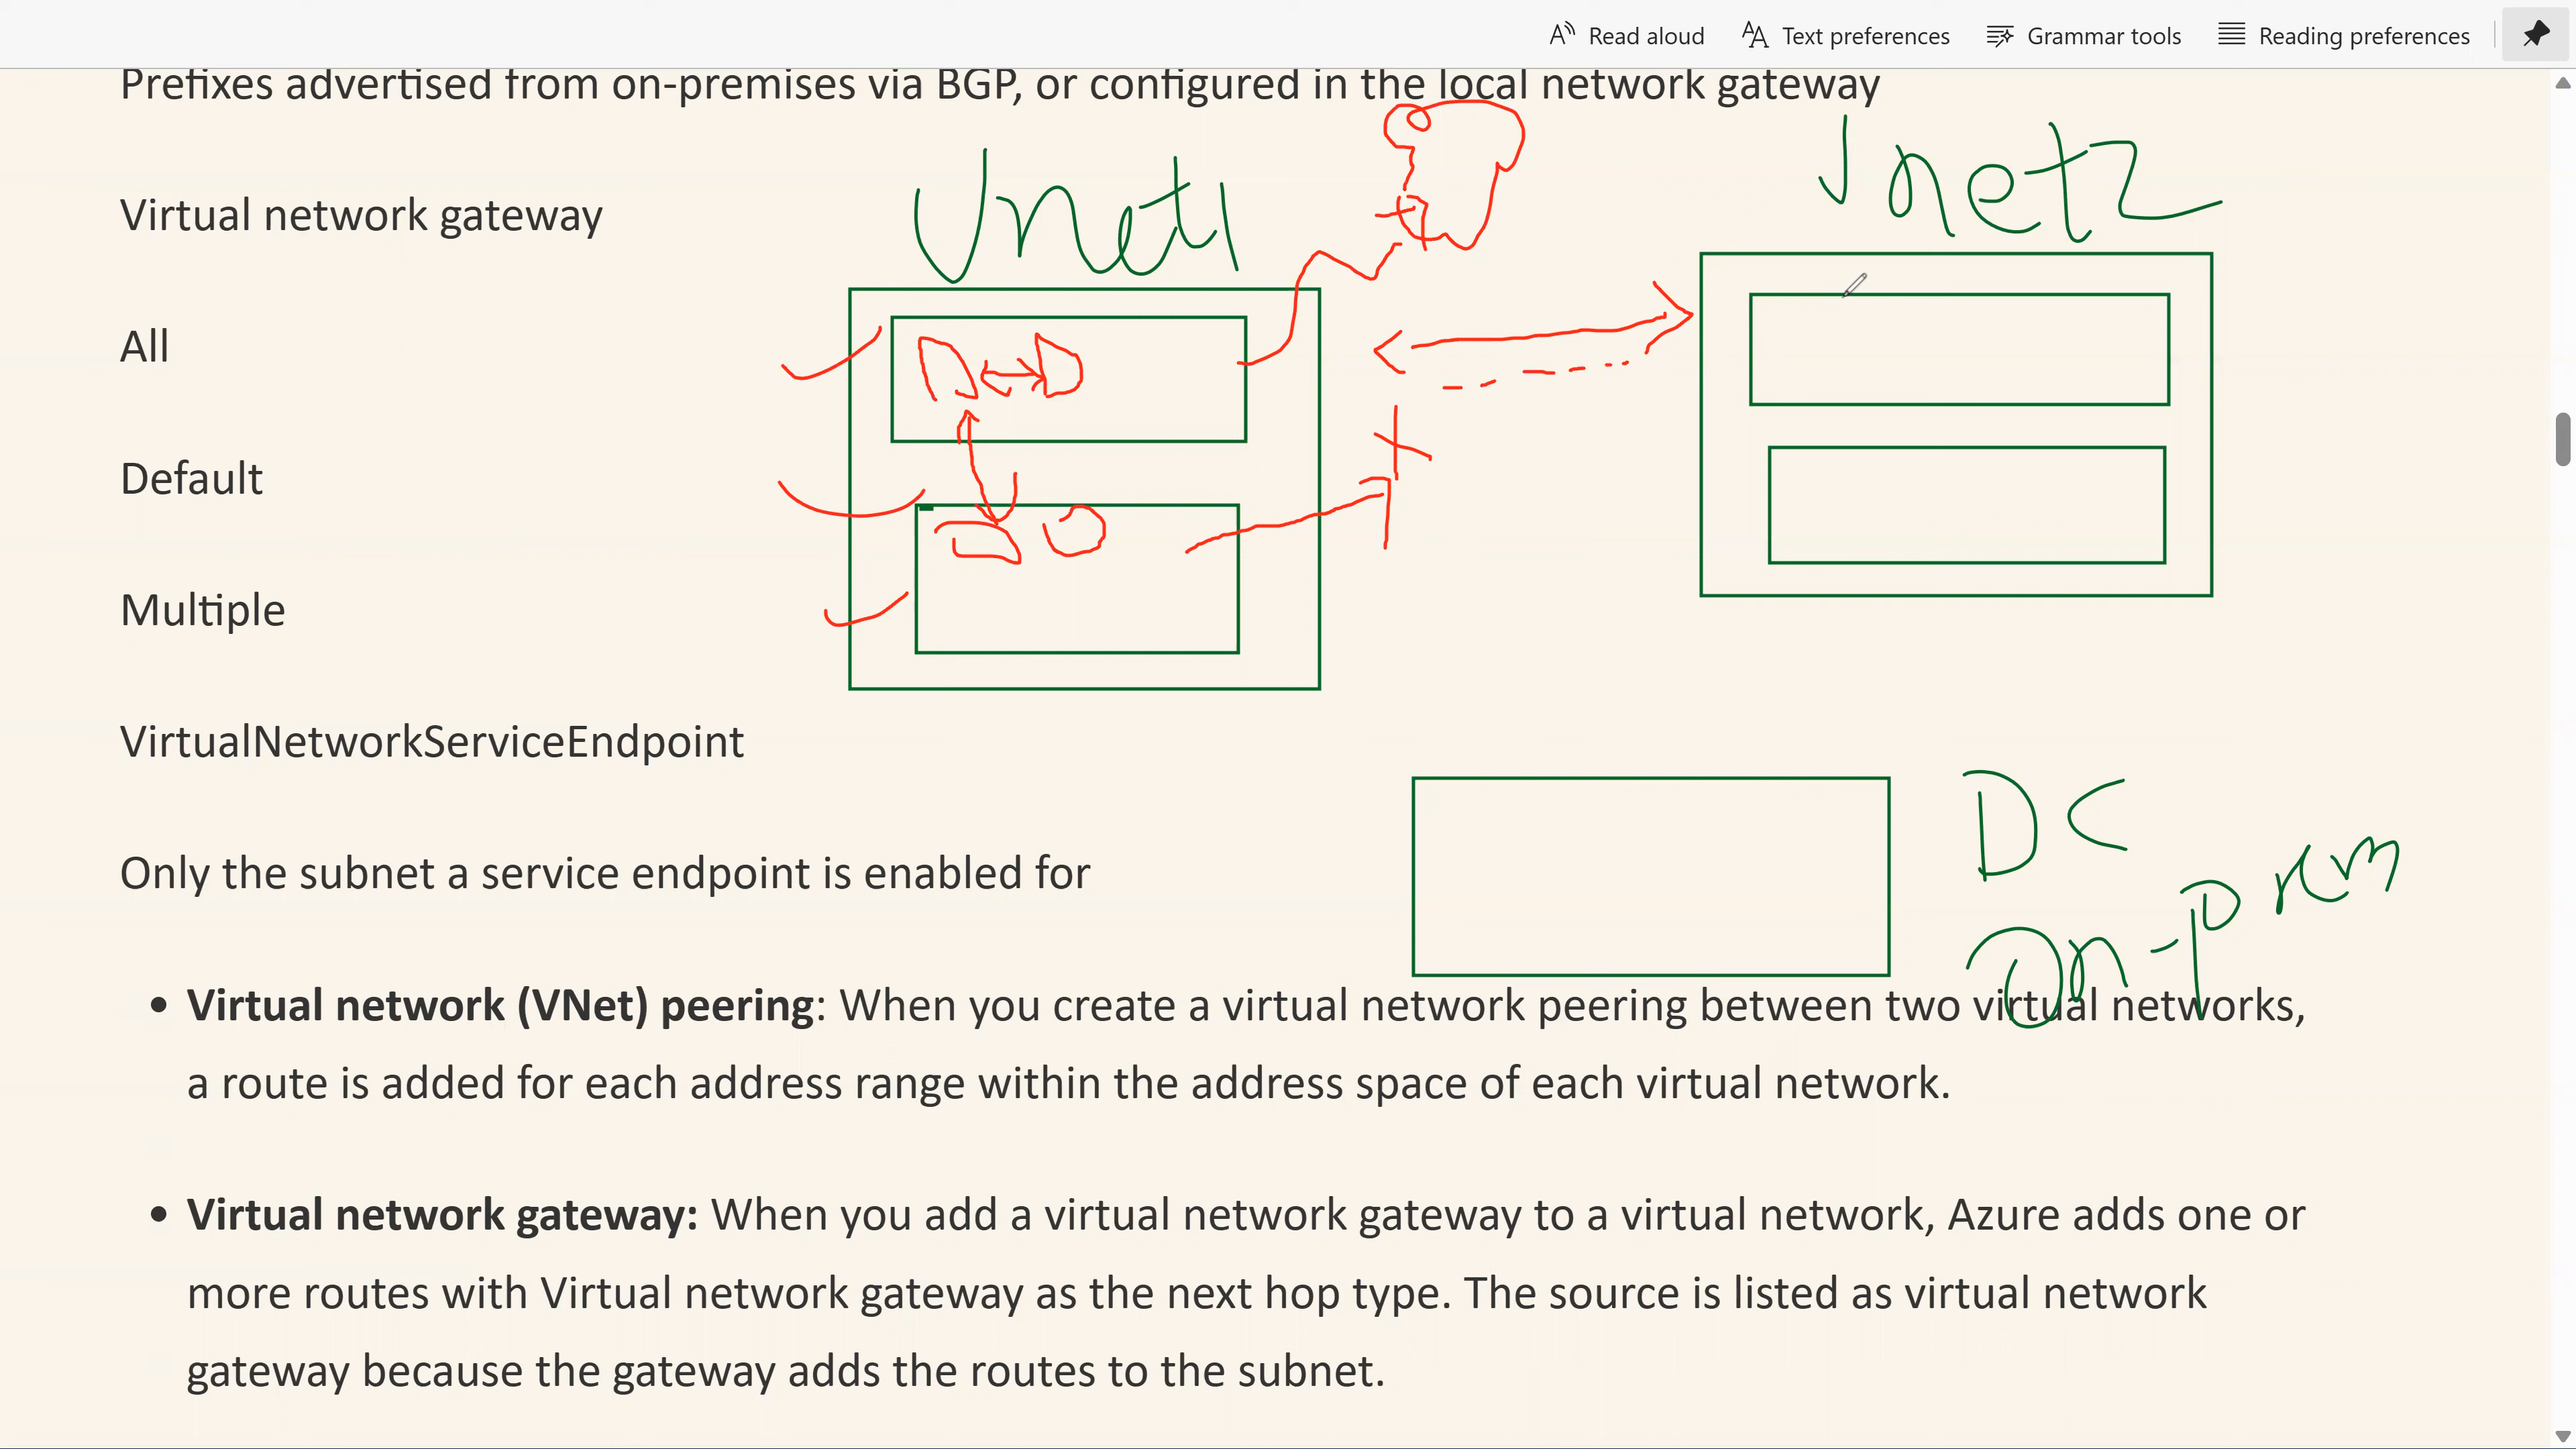 Read aloud Text preferences Grammar tools Reading preferences
Prefixes advertised from on-premises via BGP, or configured in the local network gateway
Vnet1
Vnet2
Virtual network gateway
All
Default
Multiple
VirtualNetworkServiceEndpoint
DC
On-prem
Only the subnet a service endpoint is enabled for
• Virtual network (VNet) peering: When you create a virtual network peering between two virtual networks,
a route is added for each address range within the address space of each virtual network.
• Virtual network gateway: When you add a virtual network gateway to a virtual network, Azure adds one or
more routes with Virtual network gateway as the next hop type. The source is listed as virtual network
gateway because the gateway adds the routes to the subnet.